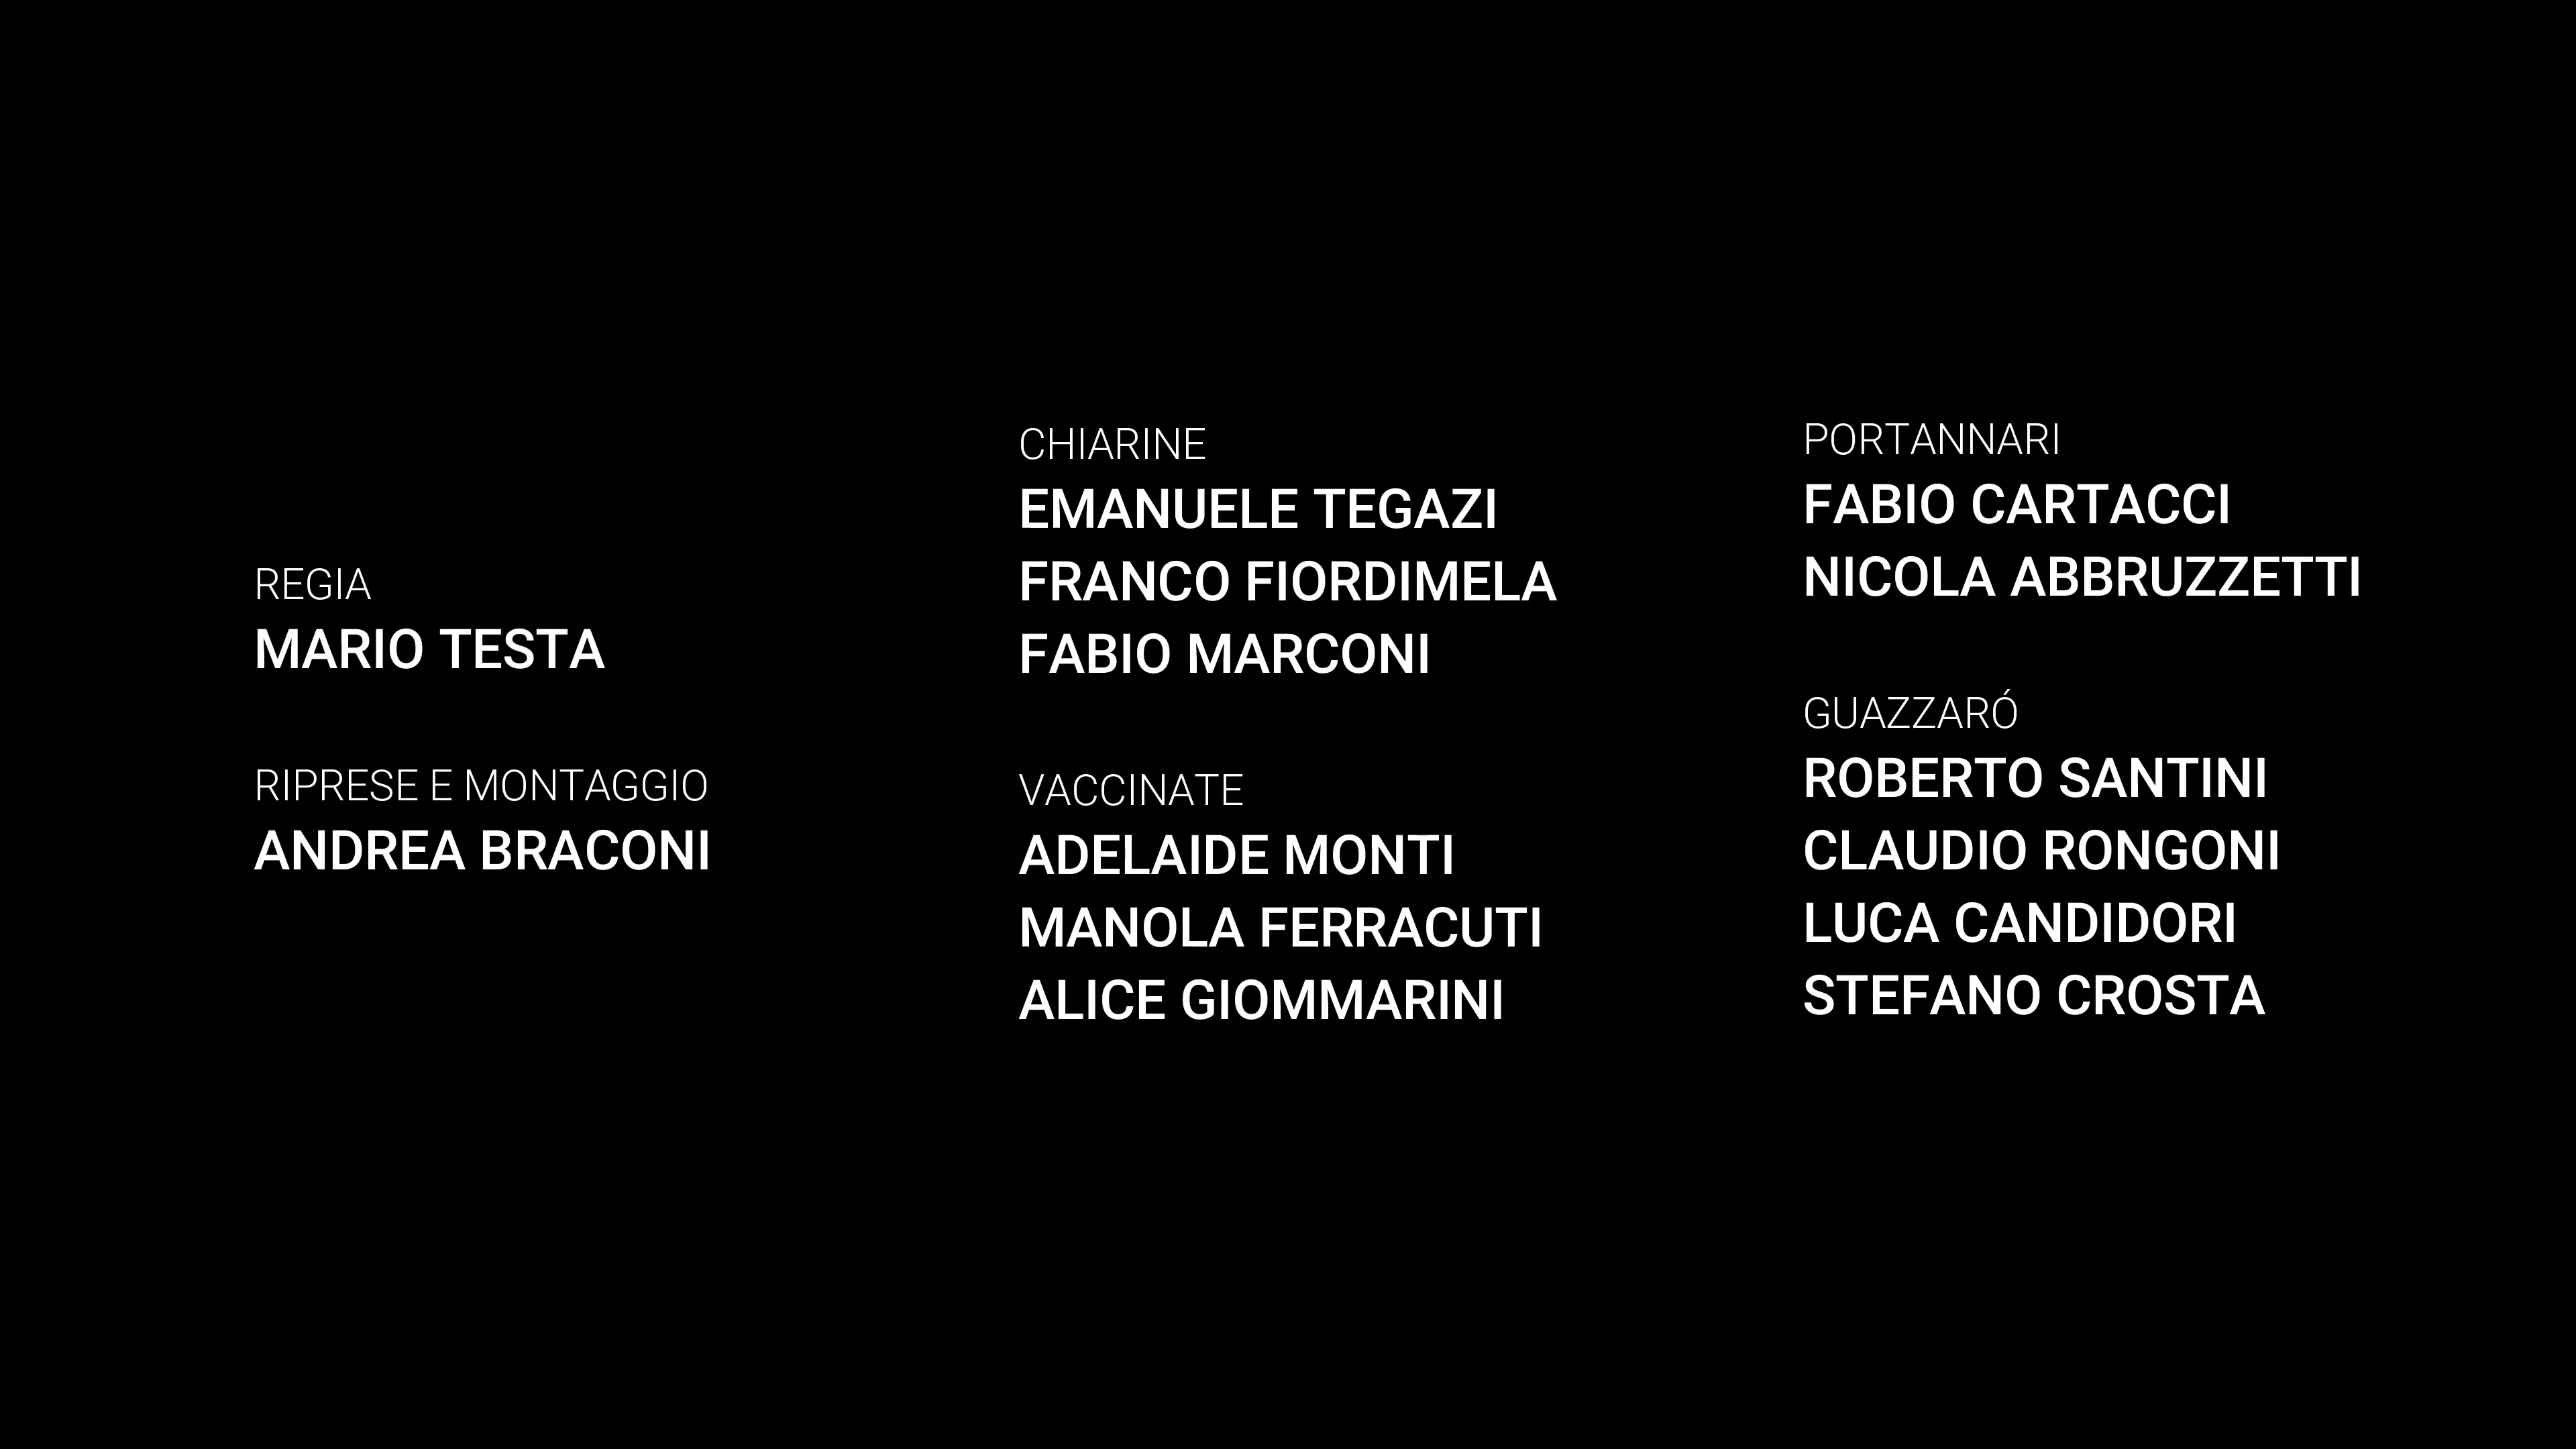 REGIA
MARIO TESTA
RIPRESE E MONTAGGIO
ANDREA BRACONI
CHIARINE
EMANUELE TEGAZI
FRANCO FIORDIMELA
FABIO MARCONI
VACCINATE
ADELAIDE MONTI
MANOLA FERRACUTI
ALICE GIOMMARINI
PORTANNARI
FABIO CARTACCI
NICOLA ABBRUZZETTI
GUAZZARÓ
ROBERTO SANTINI
CLAUDIO RONGONI
LUCA CANDIDORI
STEFANO CROSTA